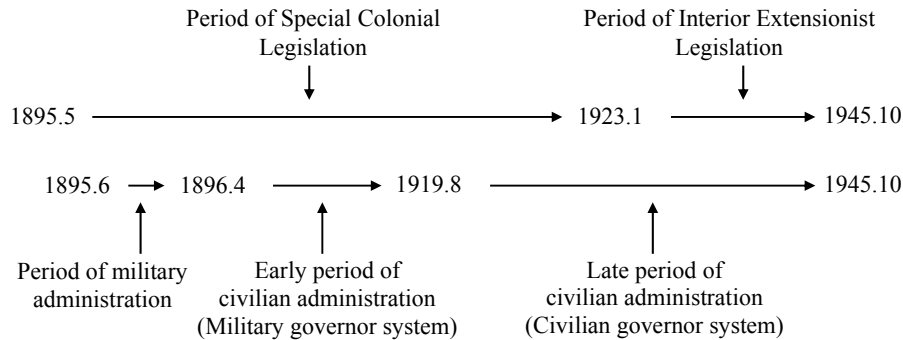 Period of Special Colonial
Legislation
Period of Interior Extensionist
Legislation
1895.5 1923.1 1945.10
1895.6 1896.4 1919.8 1945.10
Period of military
administration
Early period of
civilian administration
(Military governor system)
Late period of
civilian administration
(Civilian governor system)